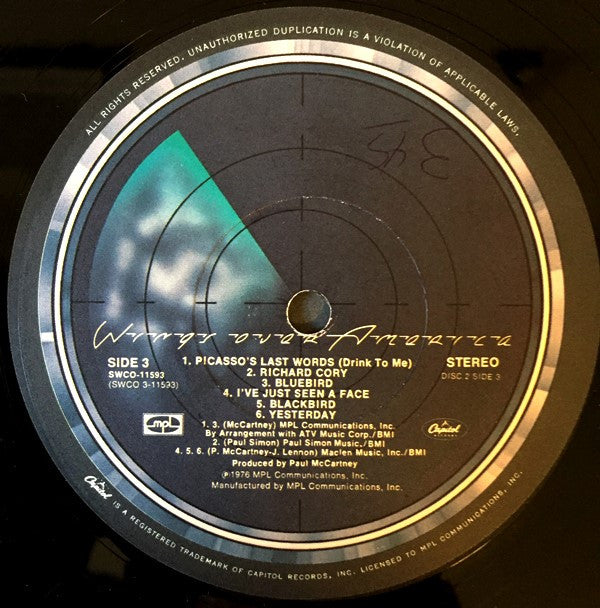 ALL RIGHTS RESERVED. UNAUTHORIZED DUPLICATION IS A VIOLATION OF APPLICABLE LAWS.
345
Wings over America
SIDE 3
SWCO-11593
(SWCO 3-11593)
1. PICASSO'S LAST WORDS (Drink To Me)
2. RICHARD CORY
3. BLUEBIRD
4. I'VE JUST SEEN A FACE
5. BLACKBIRD
6. YESTERDAY
STEREO
DISC 2 SIDE 3
mpl
1. 3. (McCartney) MPL Communications, Inc.
By Arrangement with ATV Music Corp./BMI
2. (Paul Simon) Paul Simon Music./BMI
4. 5. 6. (P. McCartney-J. Lennon) Maclen Music, Inc./BMI
Produced by Paul McCartney
℗1976 MPL Communications, Inc.
Manufactured by MPL Communications, Inc.
Capitol
RECORDS
Capitol IS A REGISTERED TRADEMARK OF CAPITOL RECORDS, INC. LICENSED TO MPL COMMUNICATIONS, INC.